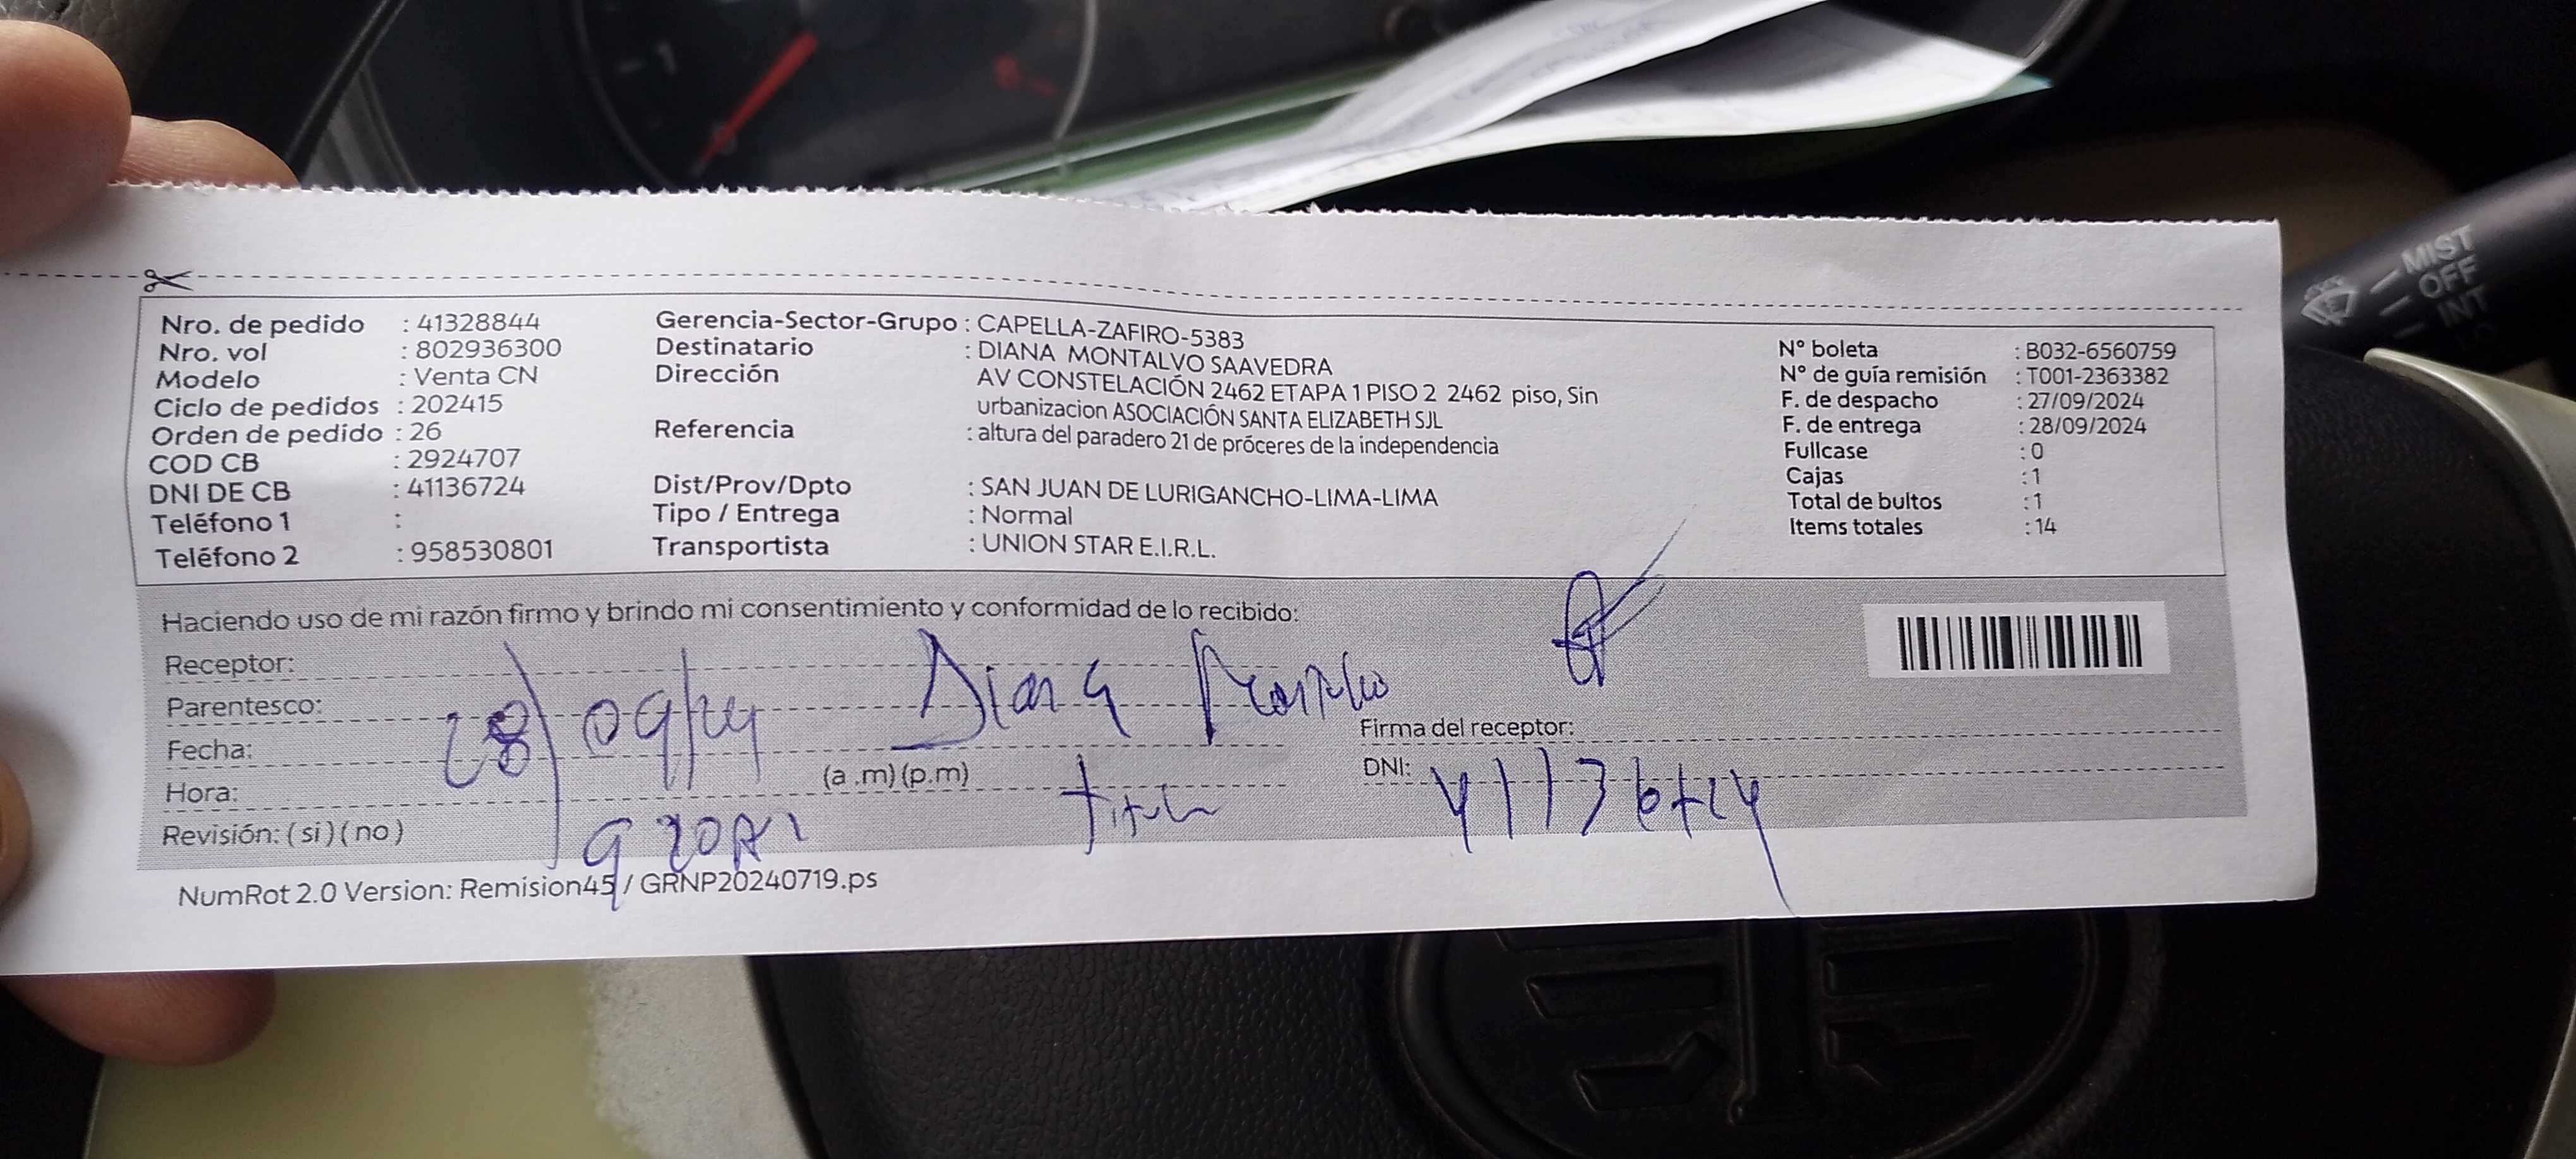 Nro. de pedido : 41328844
Nro. vol : 802936300
Modelo : Venta CN
Ciclo de pedidos : 202415
Orden de pedido : 26
COD CB : 2924707
DNI DE CB : 41136724
Teléfono 1 :
Teléfono 2 : 958530801
Gerencia-Sector-Grupo : CAPELLA-ZAFIRO-5383
Destinatario : DIANA MONTALVO SAAVEDRA
Dirección AV CONSTELACIÓN 2462 ETAPA 1 PISO 2 2462 piso, Sin
urbanizacion ASOCIACIÓN SANTA ELIZABETH SJL
Referencia : altura del paradero 21 de próceres de la independencia
Dist/Prov/Dpto : SAN JUAN DE LURIGANCHO-LIMA-LIMA
Tipo / Entrega : Normal
Transportista : UNION STAR E.I.R.L.
N° boleta : B032-6560759
N° de guía remisión : T001-2363382
F. de despacho : 27/09/2024
F. de entrega : 28/09/2024
Fullcase : 0
Cajas : 1
Total de bultos : 1
Items totales : 14
Haciendo uso de mi razón firmo y brindo mi consentimiento y conformidad de lo recibido:
Receptor: Diana
Parentesco:
Fecha: 28/09/24
Hora: (a .m) (p.m)
Revisión: ( si ) ( no )
Firma del receptor:
DNI: 41136724
NumRot 2.0 Version: Remision45 / GRNP20240719.ps
MIST
OFF
INT